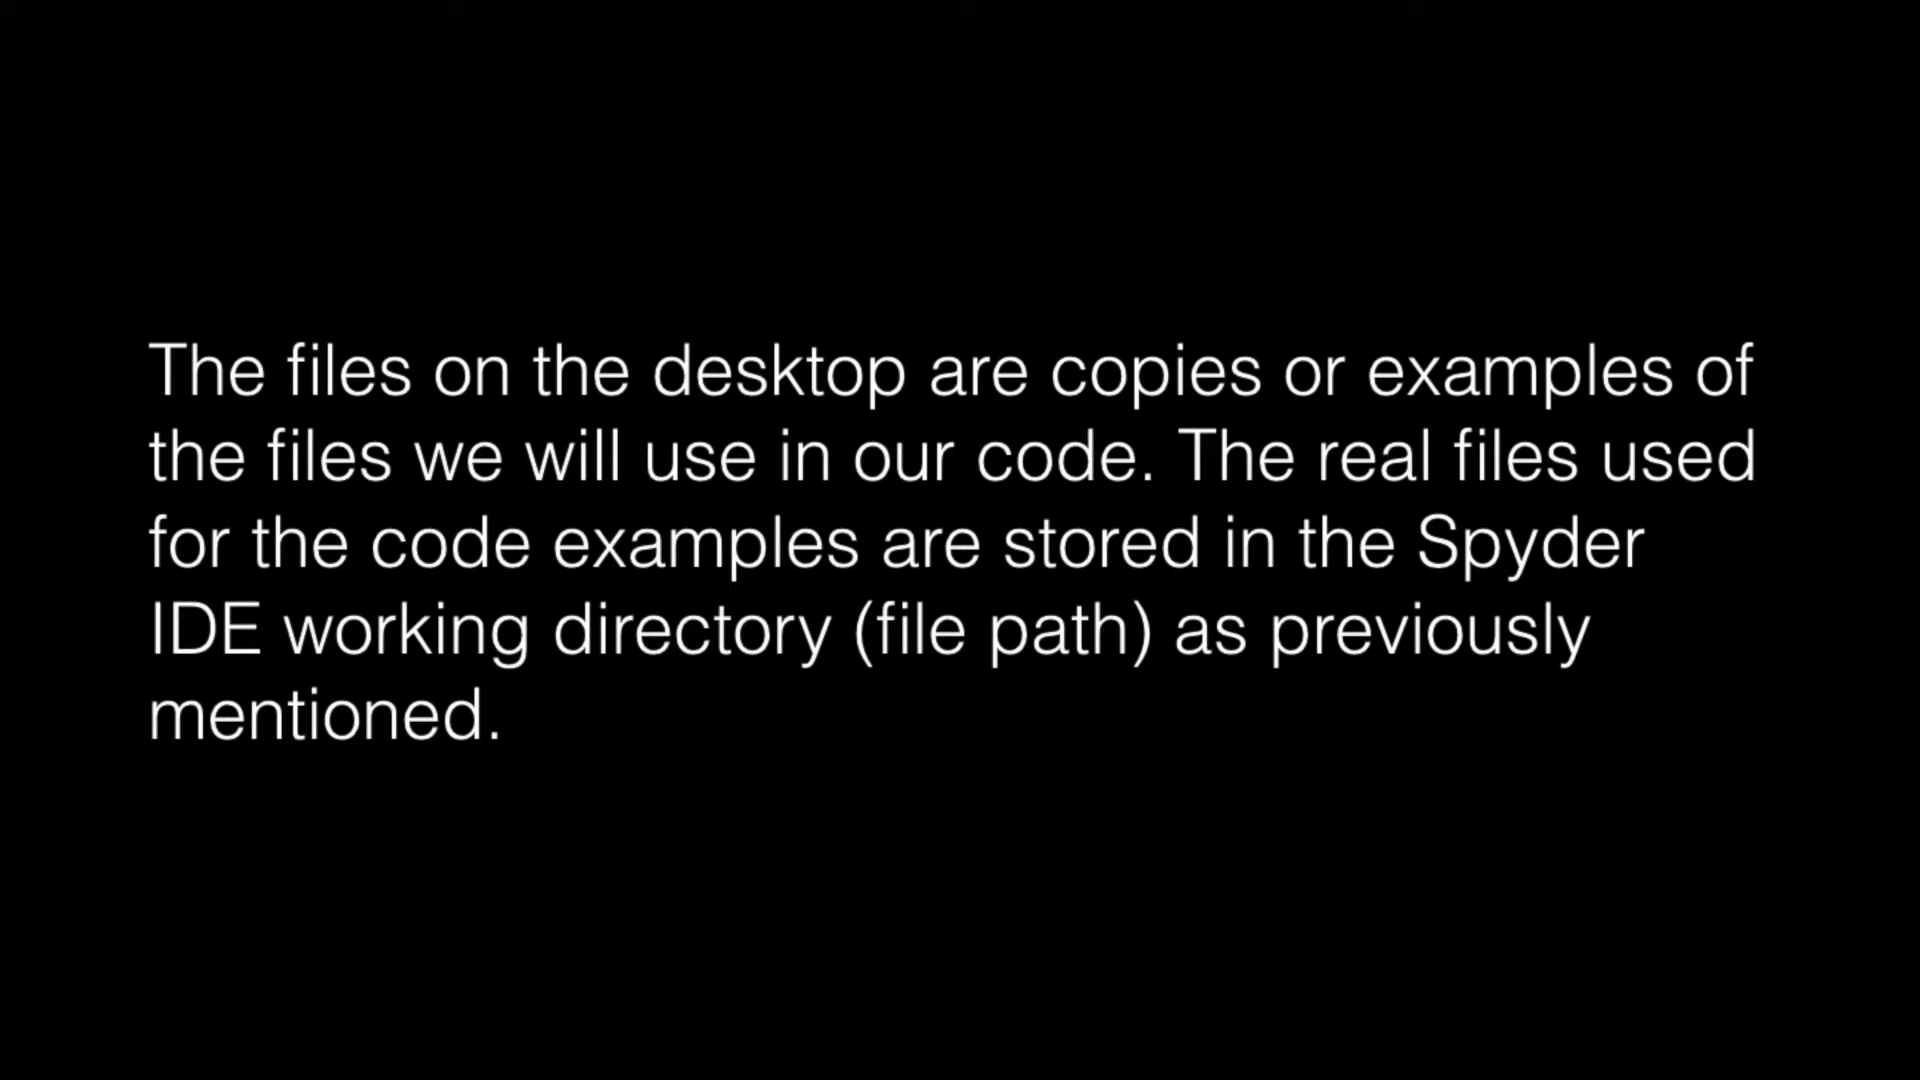 The files on the desktop are copies or examples of
the files we will use in our code. The real files used
for the code examples are stored in the Spyder
IDE working directory (file path) as previously
mentioned.